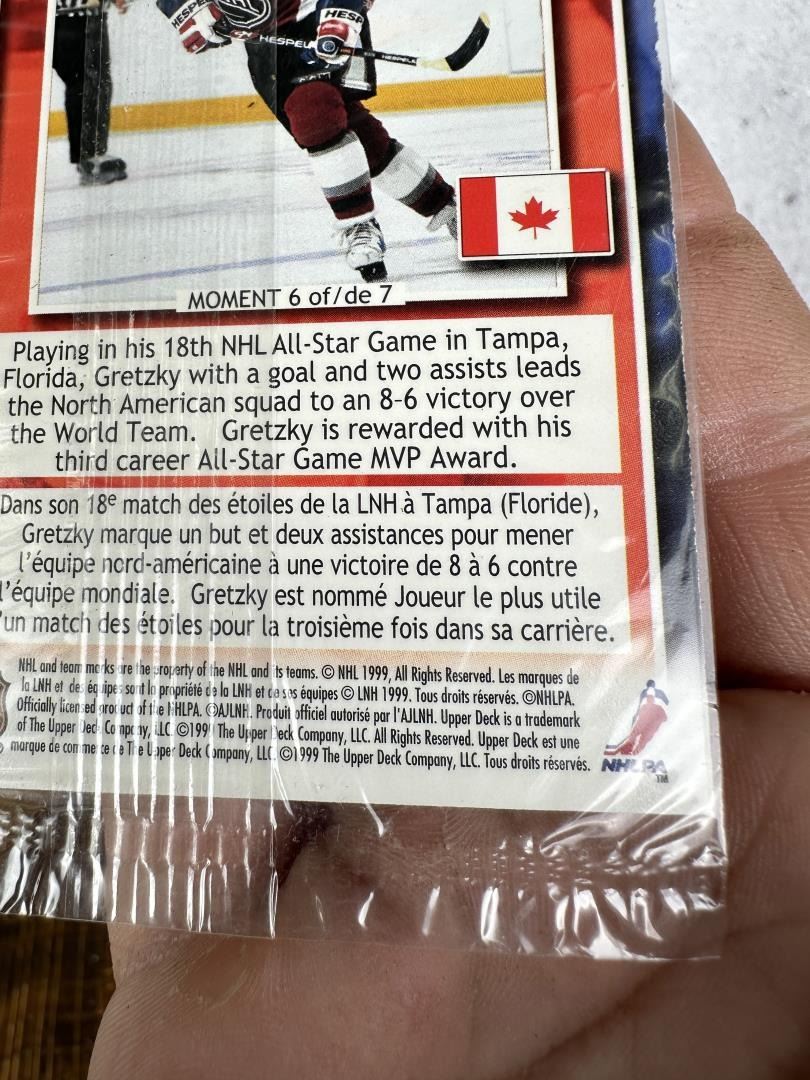 HESPELER
HESP
HESPELER
HESPELE
MOMENT 6 of/de 7
Playing in his 18th NHL All-Star Game in Tampa,
Florida, Gretzky with a goal and two assists leads
the North American squad to an 8-6 victory over
the World Team. Gretzky is rewarded with his
third career All-Star Game MVP Award.
Dans son 18e match des étoiles de la LNH à Tampa (Floride),
Gretzky marque un but et deux assistances pour mener
l'équipe nord-américaine à une victoire de 8 à 6 contre
l'équipe mondiale. Gretzky est nommé Joueur le plus utile
'un match des étoiles pour la troisième fois dans sa carrière.
NHL and team marks are the property of the NHL and its teams. © NHL 1999, All Rights Reserved. Les marques de
la LNH et des équipes sont la propriété de la LNH et de ses équipes © LNH 1999. Tous droits réservés. ©NHLPA.
Officially licensed product of the NHLPA. ©AJLNH. Produit officiel autorisé par l'AJLNH. Upper Deck is a trademark
of The Upper Deck Company, LLC. ©1999 The Upper Deck Company, LLC. All Rights Reserved. Upper Deck est une
marque de commerce de The Upper Deck Company, LLC. ©1999 The Upper Deck Company, LLC. Tous droits réservés.
NHLPA
TM